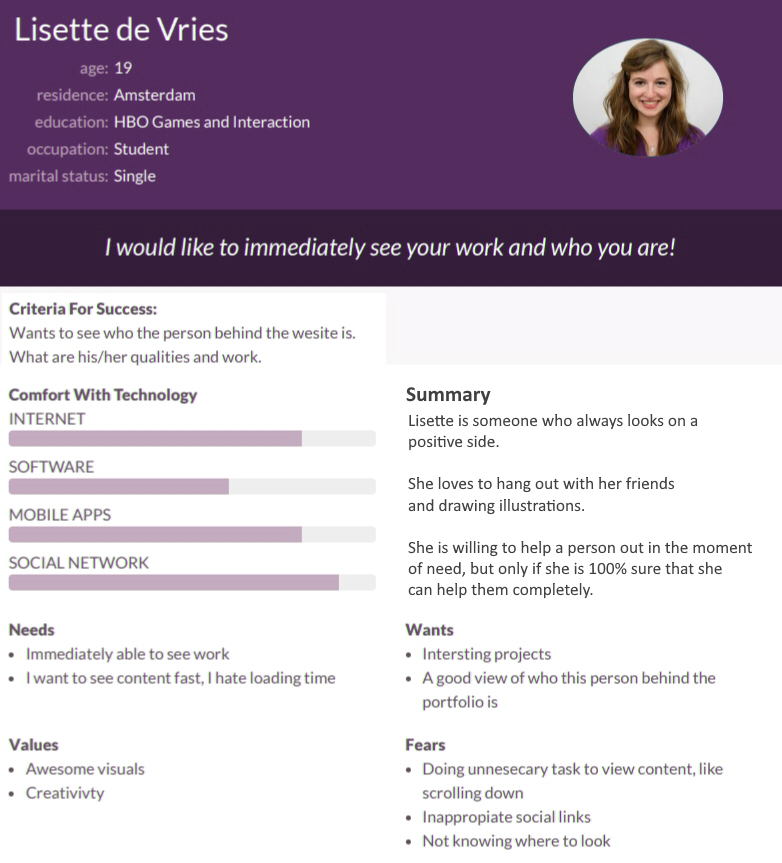 Lisette de Vries
age: 19
residence: Amsterdam
education: HBO Games and Interaction
occupation: Student
marital status: Single
I would like to immediately see your work and who you are!
Criteria For Success:
Wants to see who the person behind the wesite is.
What are his/her qualities and work.
Comfort With Technology
INTERNET
SOFTWARE
MOBILE APPS
SOCIAL NETWORK
Summary
Lisette is someone who always looks on a
positive side.
She loves to hang out with her friends
and drawing illustrations.
She is willing to help a person out in the moment
of need, but only if she is 100% sure that she
can help them completely.
Needs
• Immediately able to see work
• I want to see content fast, I hate loading time
Wants
• Intersting projects
• A good view of who this person behind the
portfolio is
Values
• Awesome visuals
• Creativivty
Fears
• Doing unnesecary task to view content, like
scrolling down
• Inappropiate social links
• Not knowing where to look